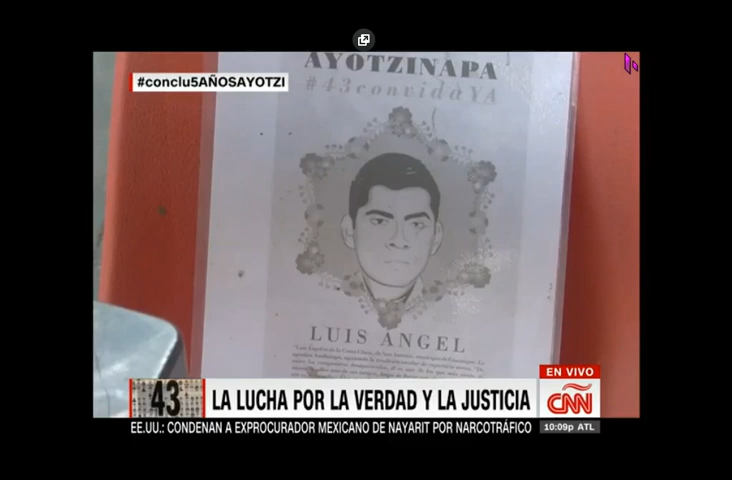 AYOTZINAPA
#43convidaYA
#conclu5AÑOSAYOTZI
LUIS ANGEL
43
LA LUCHA POR LA VERDAD Y LA JUSTICIA
EN VIVO
CNN
EE.UU.: CONDENAN A EXPROCURADOR MEXICANO DE NAYARIT POR NARCOTRÁFICO
10:09p ATL